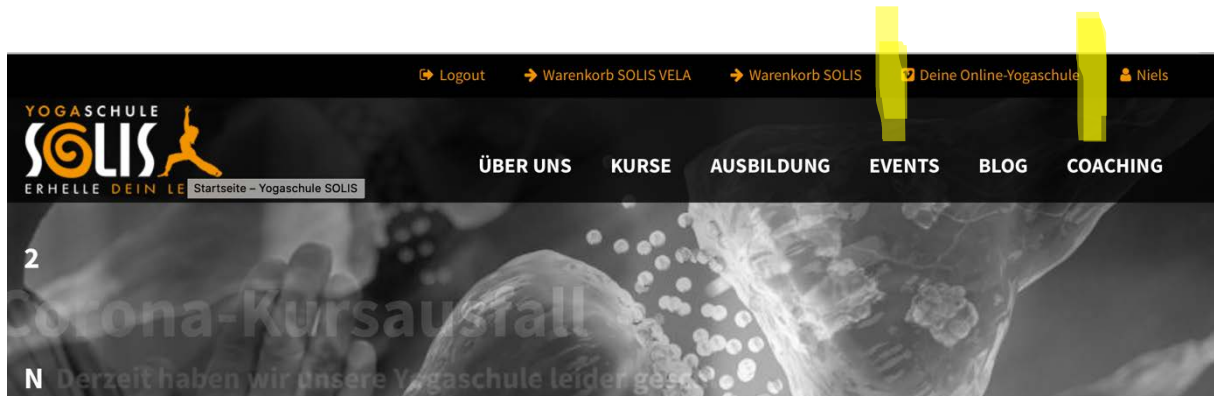 Logout Warenkorb SOLIS VELA Warenkorb SOLIS Deine Online-Yogaschule Niels
YOGASCHULE
SOLIS
ERHELLE DEIN LE
Startseite – Yogaschule SOLIS
ÜBER UNS KURSE AUSBILDUNG EVENTS BLOG COACHING
2
Corona-Kursausfall
N Derzeit haben wir unsere Yogaschule leider